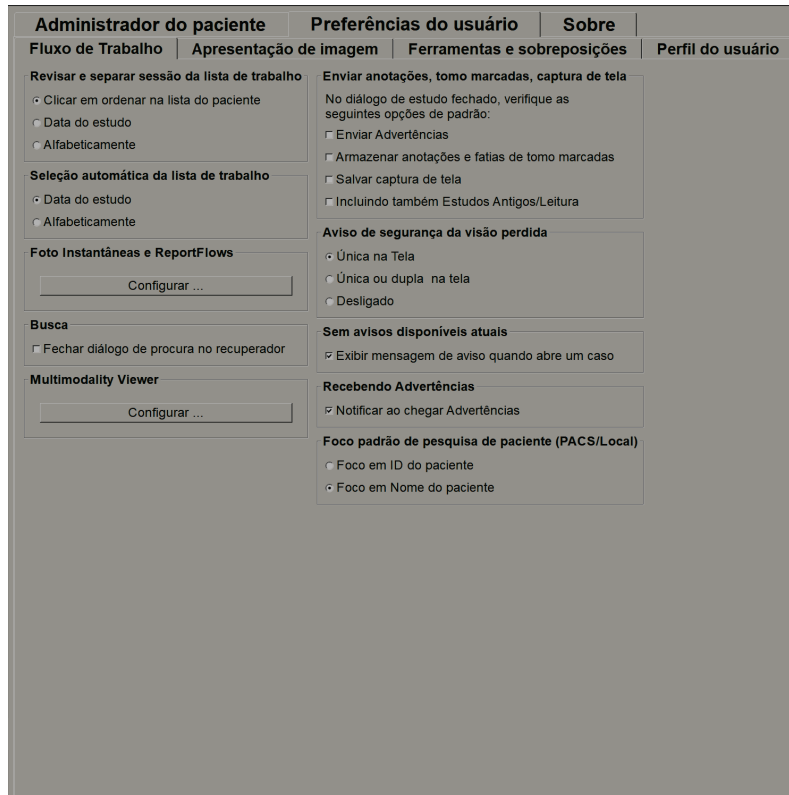 Administrador do paciente
Preferências do usuário
Sobre
Fluxo de Trabalho
Apresentação de imagem
Ferramentas e sobreposições
Perfil do usuário
Revisar e separar sessão da lista de trabalho
Clicar em ordenar na lista do paciente
Data do estudo
Alfabeticamente
Seleção automática da lista de trabalho
Data do estudo
Alfabeticamente
Foto Instantâneas e ReportFlows
Configurar ...
Busca
Fechar diálogo de procura no recuperador
Multimodality Viewer
Configurar ...
Enviar anotações, tomo marcadas, captura de tela
No diálogo de estudo fechado, verifique as
seguintes opções de padrão:
Enviar Advertências
Armazenar anotações e fatias de tomo marcadas
Salvar captura de tela
Incluindo também Estudos Antigos/Leitura
Aviso de segurança da visão perdida
Única na Tela
Única ou dupla  na tela
Desligado
Sem avisos disponíveis atuais
Exibir mensagem de aviso quando abre um caso
Recebendo Advertências
Notificar ao chegar Advertências
Foco padrão de pesquisa de paciente (PACS/Local)
Foco em ID do paciente
Foco em Nome do paciente